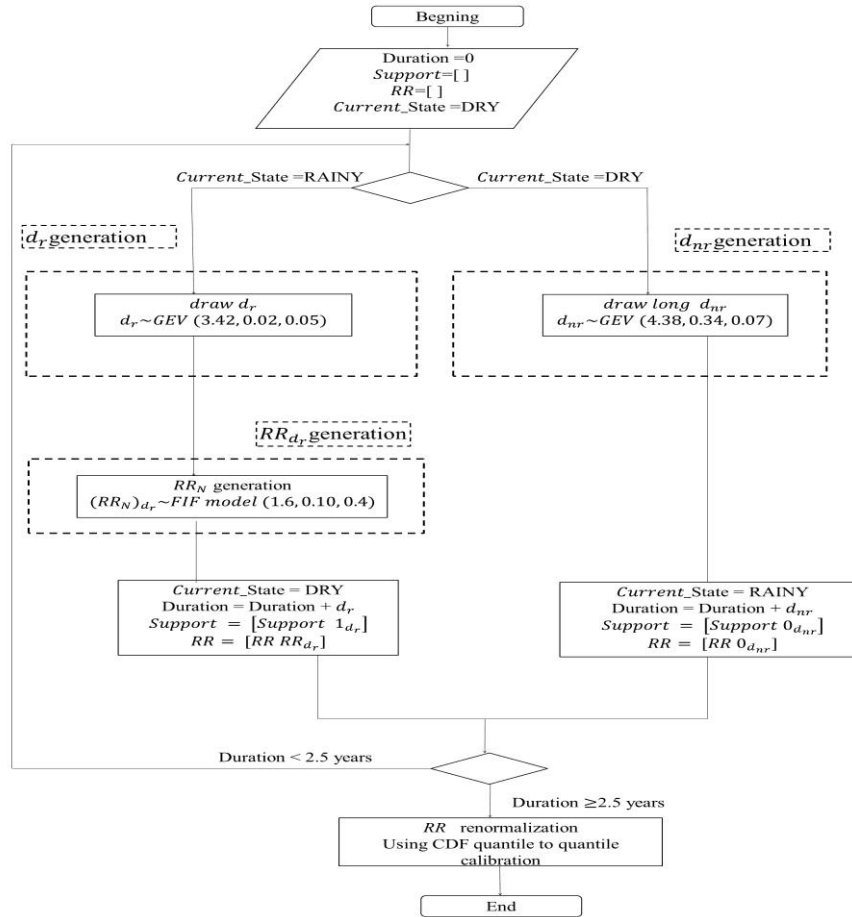 Begning
Duration =0
Support=[ ]
RR=[ ]
Current_State =DRY
Current_State =RAINY
Current_State =DRY
d_r generation
d_nr generation
draw d_r
d_r~GEV (3.42, 0.02, 0.05)
draw long d_nr
d_nr~GEV (4.38, 0.34, 0.07)
RR_d_r generation
RR_N generation
(RR_N)_d_r~FIF model (1.6, 0.10, 0.4)
Current_State = DRY
Duration = Duration + d_r
Support = [Support 1_d_r]
RR = [RR RR_d_r]
Current_State = RAINY
Duration = Duration + d_nr
Support = [Support 0_d_nr]
RR = [RR 0_d_nr]
Duration < 2.5 years
Duration ≥2.5 years
RR renormalization
Using CDF quantile to quantile
calibration
End